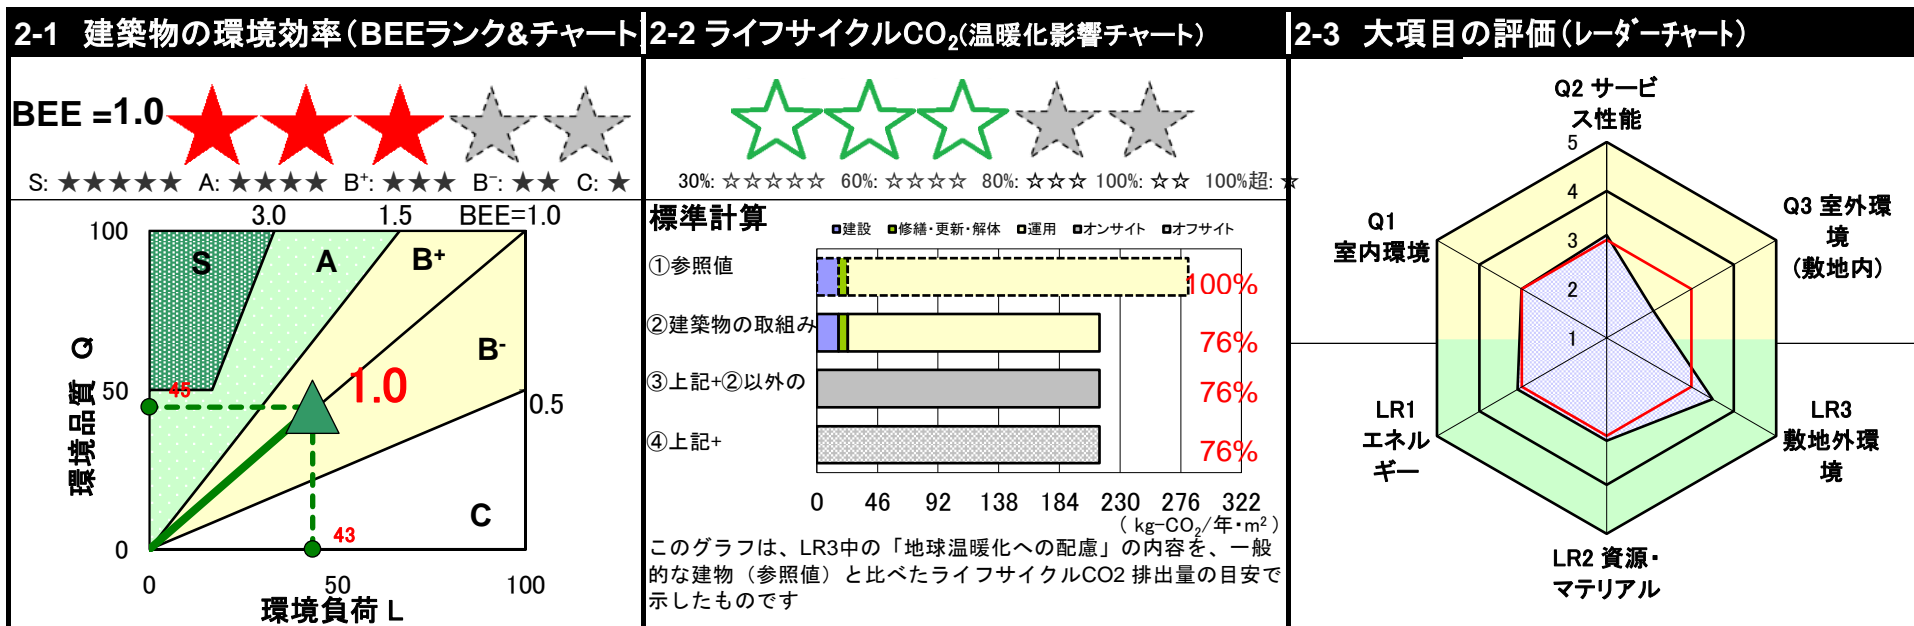 2-1 建築物の環境効率(BEEランク&チャート
BEE =1.0
S: ★★★★★ A: ★★★★ B+: ★★★ B−: ★★ C: ★
3.0 1.5 BEE=1.0
100
S A B+
B-
環境品質 Q
50
45
1.0
0.5
C
43
0
0 50 100
環境負荷 L
2-2 ライフサイクルCO2(温暖化影響チャート)
30%: ☆☆☆☆☆ 60%: ☆☆☆☆ 80%: ☆☆☆ 100%: ☆☆ 100%超: ☆
標準計算
■建設 ■修繕・更新・解体 ■運用 ■オンサイト ■オフサイト
①参照値 100%
②建築物の取組み 76%
③上記+②以外の 76%
④上記+ 76%
0 46 92 138 184 230 276 322
( kg-CO2/年・m2 )
このグラフは、LR3中の「地球温暖化への配慮」の内容を、一般
的な建物(参照値)と比べたライフサイクルCO2 排出量の目安で
示したものです
2-3 大項目の評価(レーダーチャート)
Q2 サービ
ス性能
5
4
3
2
1
Q3 室外環
境
(敷地内)
Q1
室内環境
LR1
エネル
ギー
LR3
敷地外環
境
LR2 資源・
マテリアル